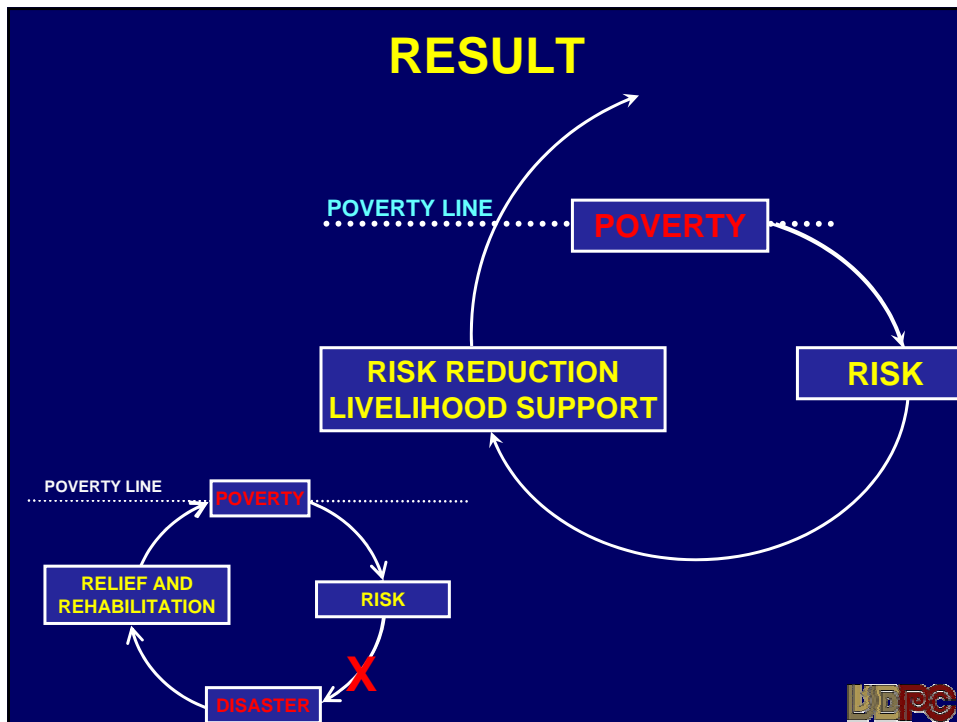 RESULT
POVERTY LINE
POVERTY
RISK REDUCTION
LIVELIHOOD SUPPORT
RISK
POVERTY LINE
POVERTY
RELIEF AND
REHABILITATION
RISK
X
DISASTER